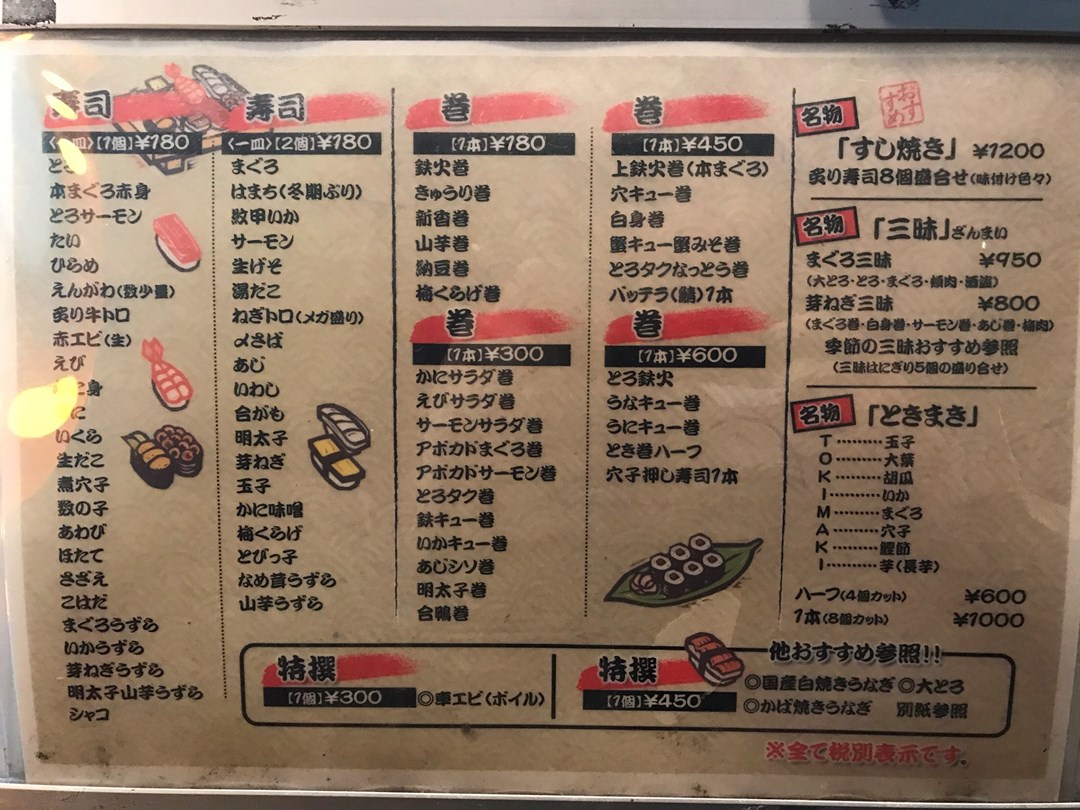 寿司
〈一皿〉【1個】¥180
とろ
本まぐろ赤身
とろサーモン
たい
ひらめ
えんがわ(数少量)
炙り牛トロ
赤エビ(生)
えび
こ身
に
いくら
生だこ
煮穴子
数の子
あわび
ほたて
さざえ
こはだ
まぐろうずら
いかうずら
芽ねぎうずら
明太子山芋うずら
シャコ
寿司
〈一皿〉【2個】¥180
まぐろ
はまち(冬期ぶり)
数甲いか
サーモン
生げそ
湯だこ
ねぎトロ(メガ盛り)
〆さば
あじ
いわし
合がも
明太子
芽ねぎ
玉子
かに味噌
梅くらげ
とびっ子
なめ茸うずら
山芋うずら
巻
【1本】¥180
鉄火巻
きゅうり巻
新香巻
山芋巻
納豆巻
梅くらげ巻
巻
【1本】¥300
かにサラダ巻
えびサラダ巻
サーモンサラダ巻
アボカドまぐろ巻
アボカドサーモン巻
とろタク巻
鉄キュー巻
いかキュー巻
あじシソ巻
明太子巻
合鴨巻
巻
【1本】¥450
上鉄火巻(本まぐろ)
穴キュー巻
白身巻
蟹キュー蟹みそ巻
とろタクなっとう巻
バッテラ(鯖)1本
巻
【1本】¥600
とろ鉄火
うなキュー巻
うにキュー巻
とき巻ハーフ
穴子押し寿司1本
名物
おすすめ
「すし焼き」 ¥1200
炙り寿司8個盛合せ(味付け色々)
名物 「三昧」ざんまい
まぐろ三昧 ¥950
(大とろ・とろ・まぐろ・頬肉・酒盗)
芽ねぎ三昧 ¥800
(まぐろ巻・白身巻・サーモン巻・あじ巻・梅肉)
季節の三昧おすすめ参照
(三昧はにぎり5個の盛り合せ)
名物 「ときまき」
T………玉子
O………大葉
K………胡瓜
I………いか
M………まぐろ
A………穴子
K………鰹節
I………芋(長芋)
ハーフ(4個カット) ¥600
1本(8個カット) ¥1000
特撰
【1個】¥300 ◎車エビ(ボイル)
特撰
【1個】¥450
他おすすめ参照!!
◎国産白焼きうなぎ ◎大とろ
◎かば焼きうなぎ 別紙参照
※全て税別表示です。